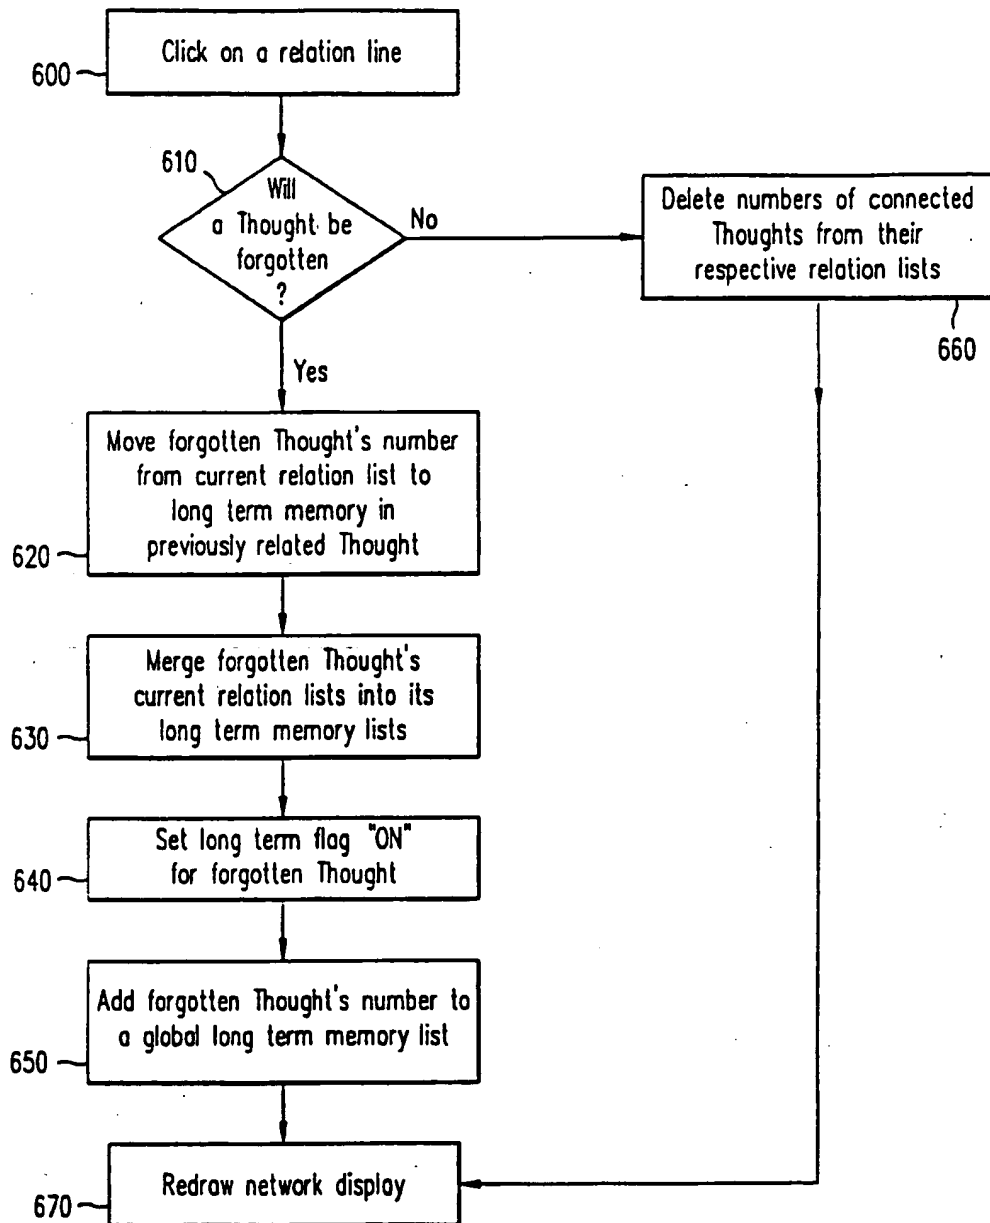 Click on a relation line
600
610
Will
a Thought be
forgotten
?
No
Delete numbers of connected
Thoughts from their
respective relation lists
660
Yes
Move forgotten Thought's number
from current relation list to
long term memory in
previously related Thought
620
Merge forgotten Thought's
current relation lists into its
long term memory lists
630
Set long term flag "ON"
for forgotten Thought
640
Add forgotten Thought's number to
a global long term memory list
650
Redraw network display
670